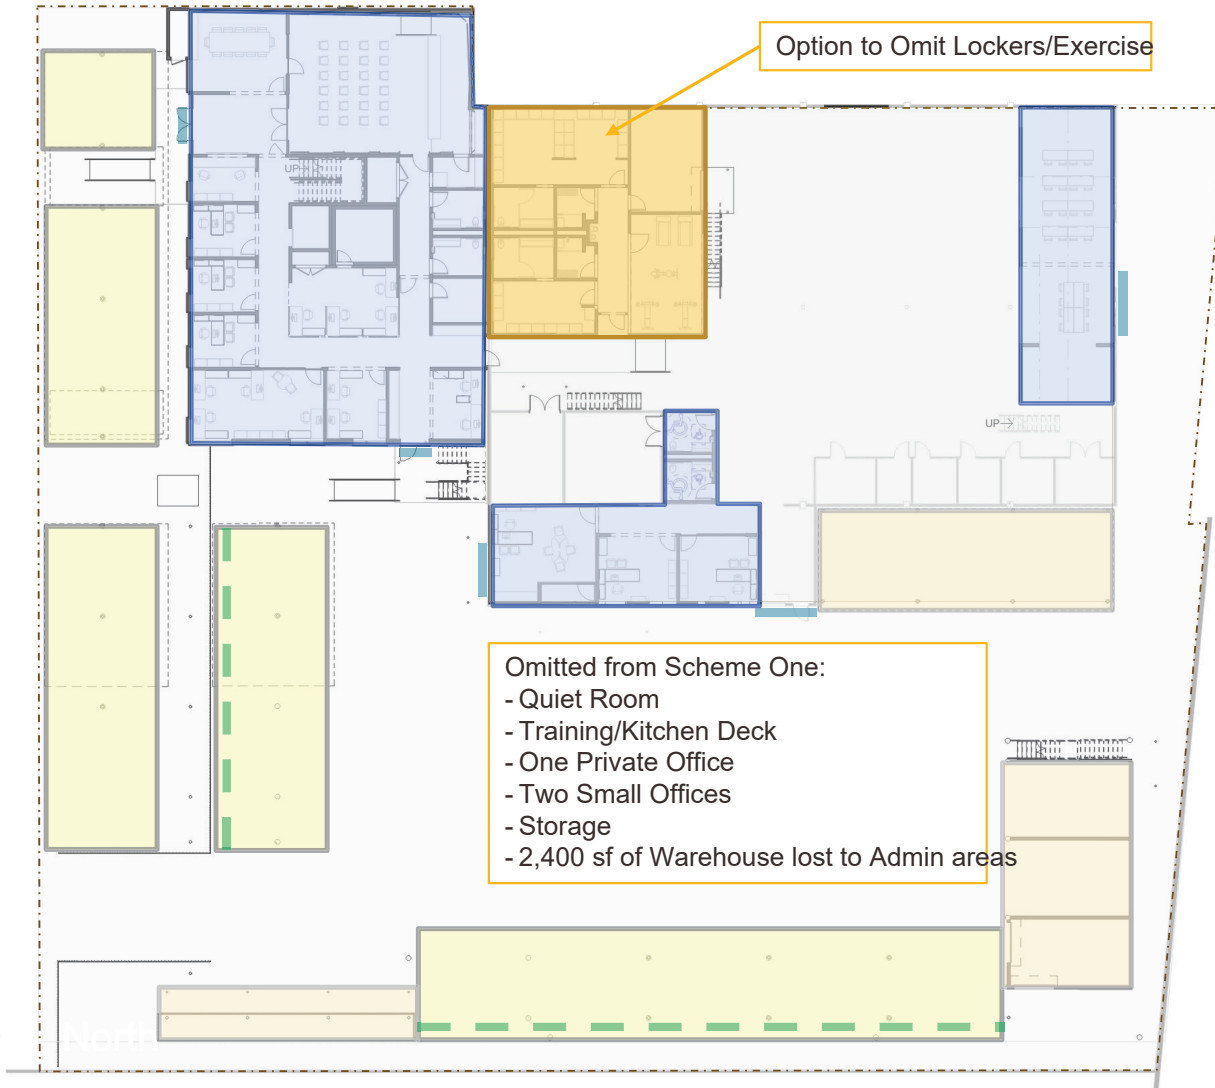 Option to Omit Lockers/Exercise
UP
UP
Omitted from Scheme One:
- Quiet Room
- Training/Kitchen Deck
- One Private Office
- Two Small Offices
- Storage
- 2,400 sf of Warehouse lost to Admin areas
North